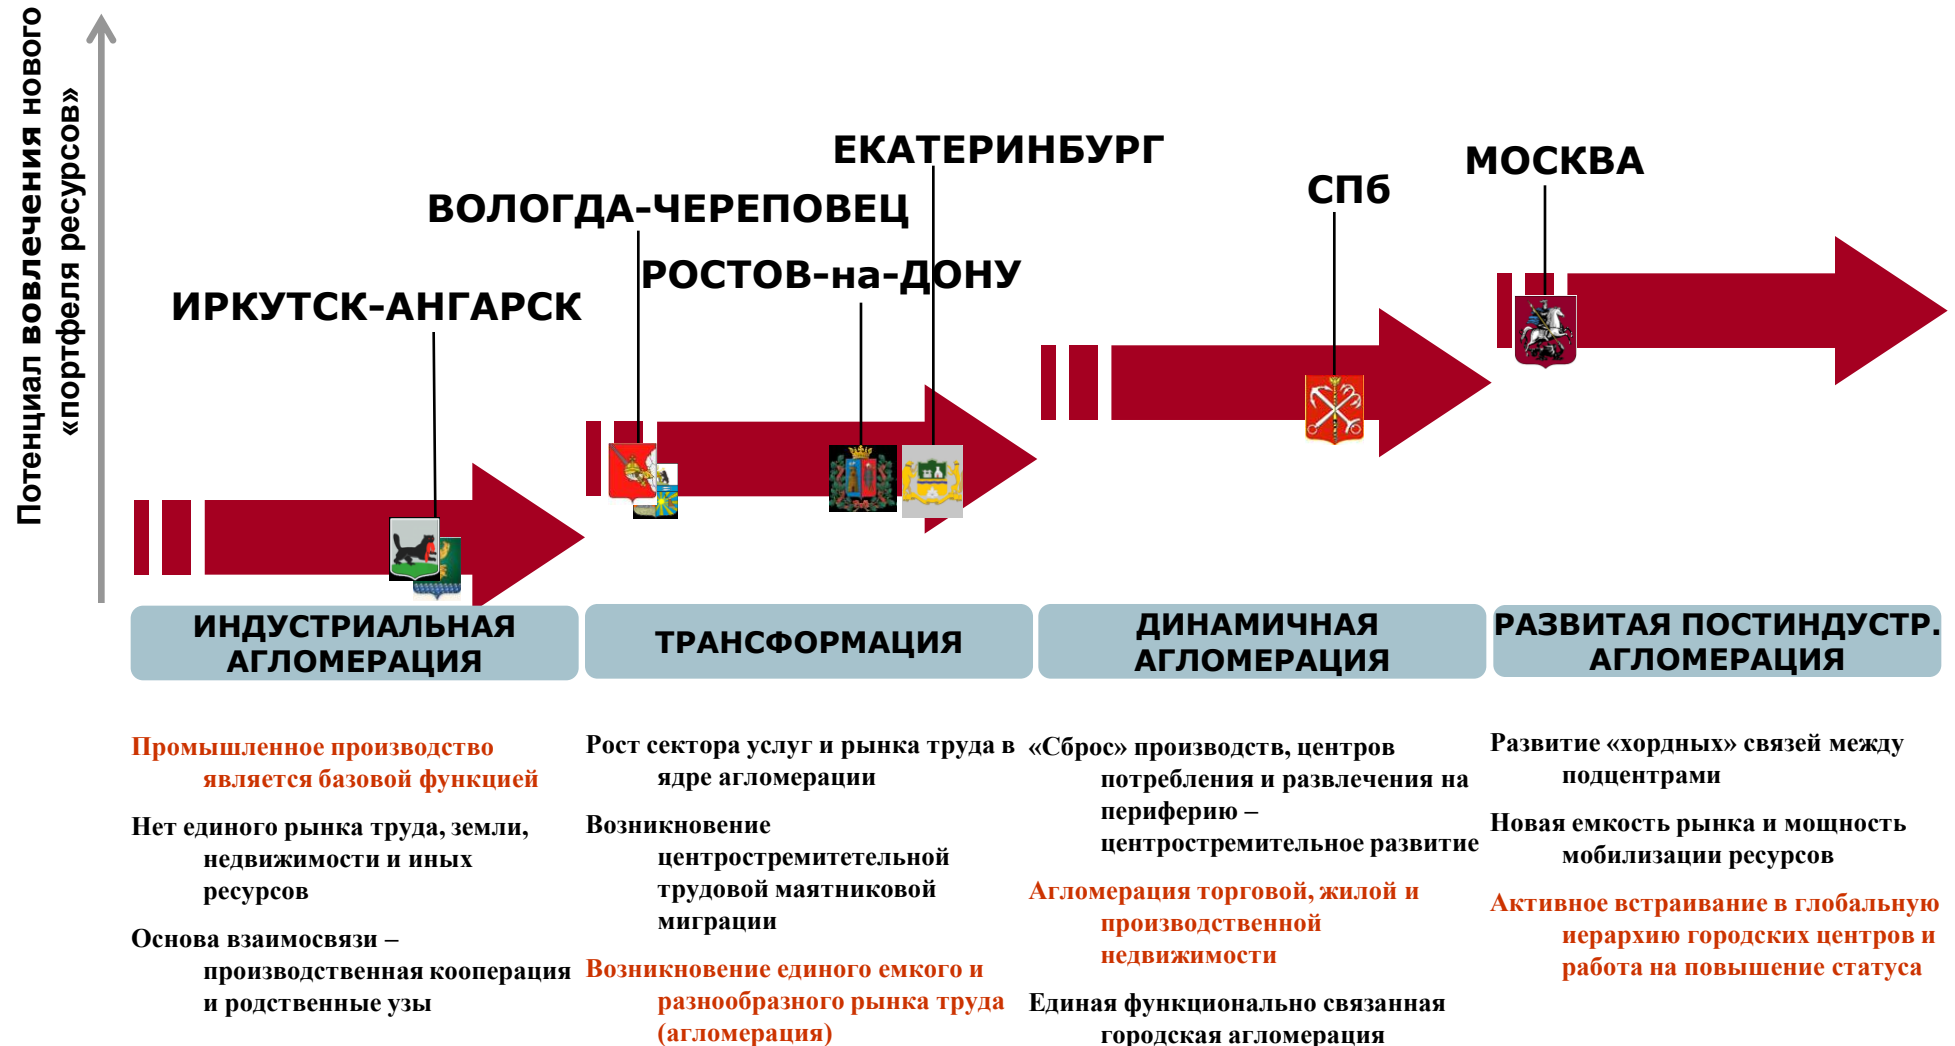 Потенциал вовлечения нового
«портфеля ресурсов»
ЕКАТЕРИНБУРГ
МОСКВА
СПб
ВОЛОГДА-ЧЕРЕПОВЕЦ
РОСТОВ-на-ДОНУ
ИРКУТСК-АНГАРСК
ИНДУСТРИАЛЬНАЯ
АГЛОМЕРАЦИЯ
ТРАНСФОРМАЦИЯ
ДИНАМИЧНАЯ
АГЛОМЕРАЦИЯ
РАЗВИТАЯ ПОСТИНДУСТР.
АГЛОМЕРАЦИЯ
Промышленное производство
является базовой функцией
Нет единого рынка труда, земли,
недвижимости и иных
ресурсов
Основа взаимосвязи –
производственная кооперация
и родственные узы
Рост сектора услуг и рынка труда в
ядре агломерации
Возникновение
центростремитетельной
трудовой маятниковой
миграции
Возникновение единого емкого и
разнообразного рынка труда
(агломерация)
«Сброс» производств, центров
потребления и развлечения на
периферию –
центростремительное развитие
Агломерация торговой, жилой и
производственной
недвижимости
Единая функционально связанная
городская агломерация
Развитие «хордных» связей между
подцентрами
Новая емкость рынка и мощность
мобилизации ресурсов
Активное встраивание в глобальную
иерархию городских центров и
работа на повышение статуса